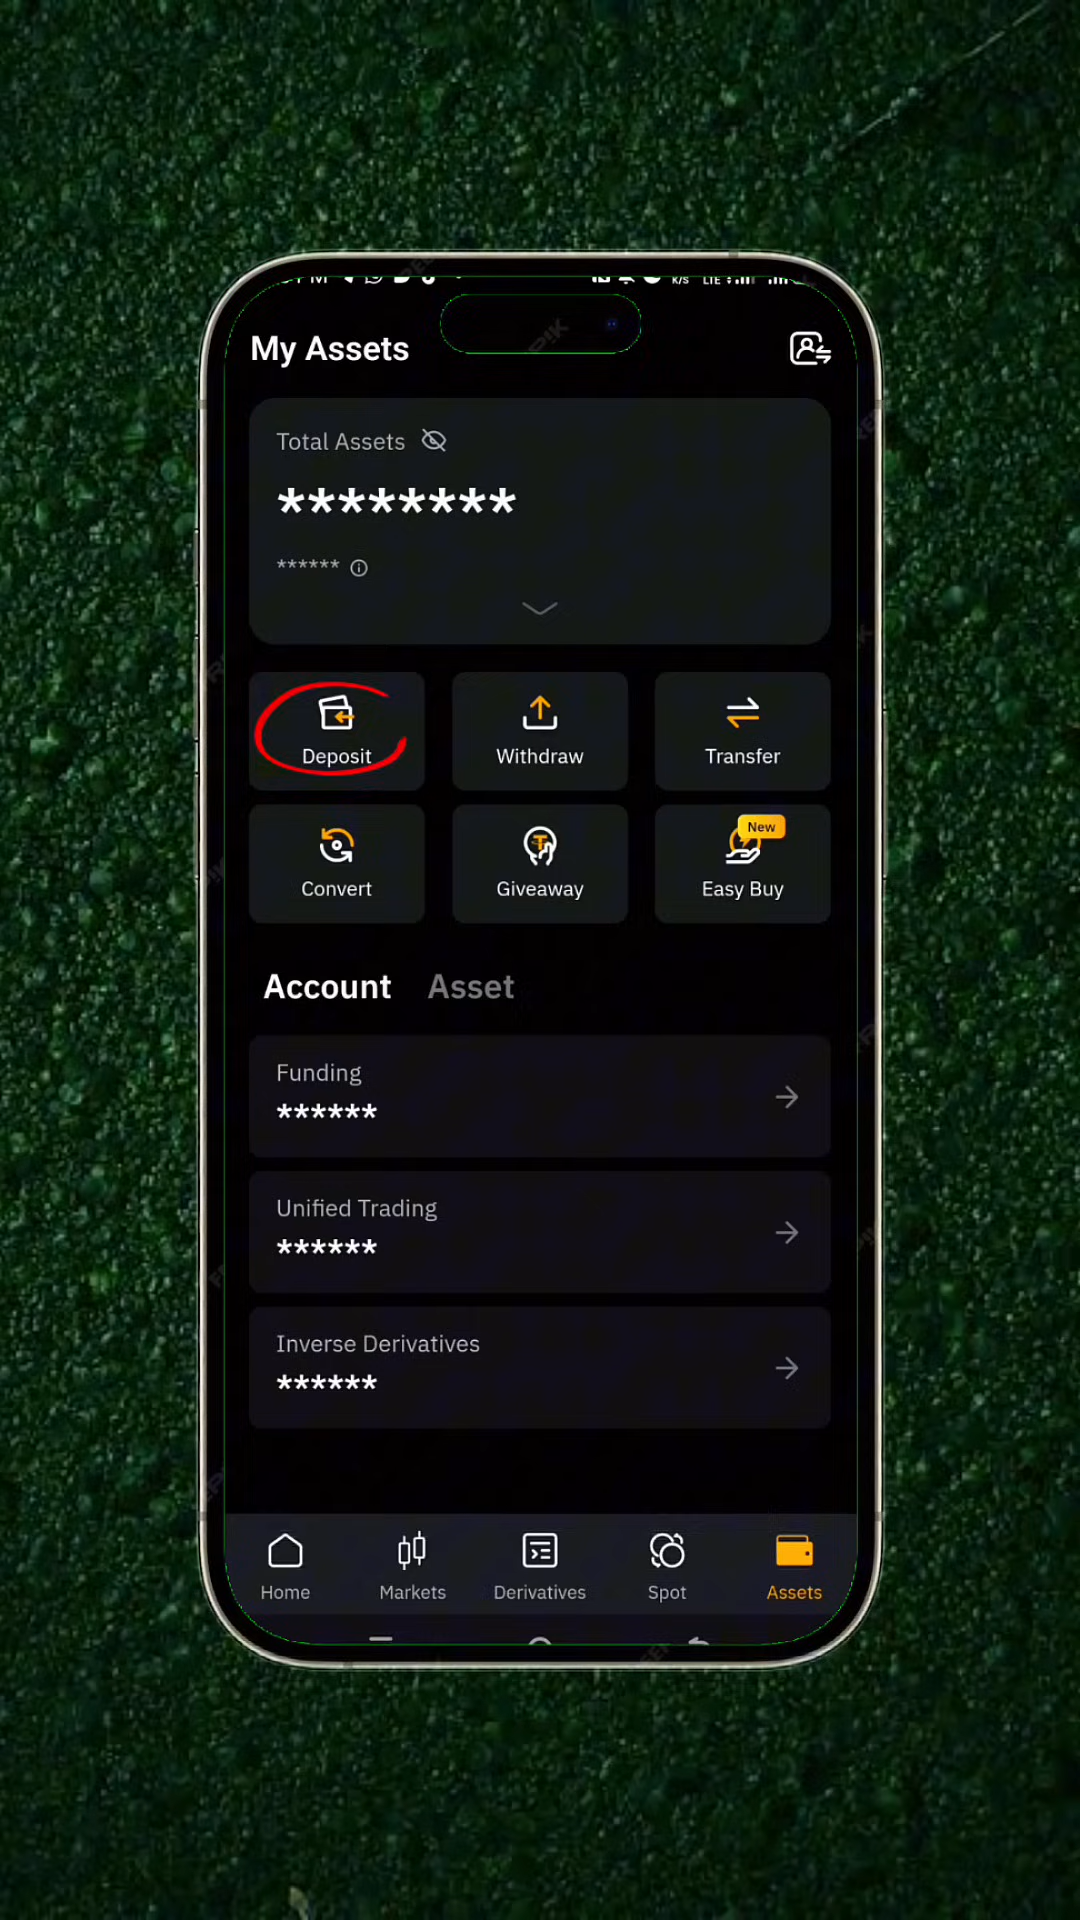 K/S LTE
My Assets
Total Assets
********
******
Deposit
Withdraw
Transfer
Convert
Giveaway
New
Easy Buy
Account Asset
Funding
******
Unified Trading
******
Inverse Derivatives
******
Home
Markets
Derivatives
Spot
Assets